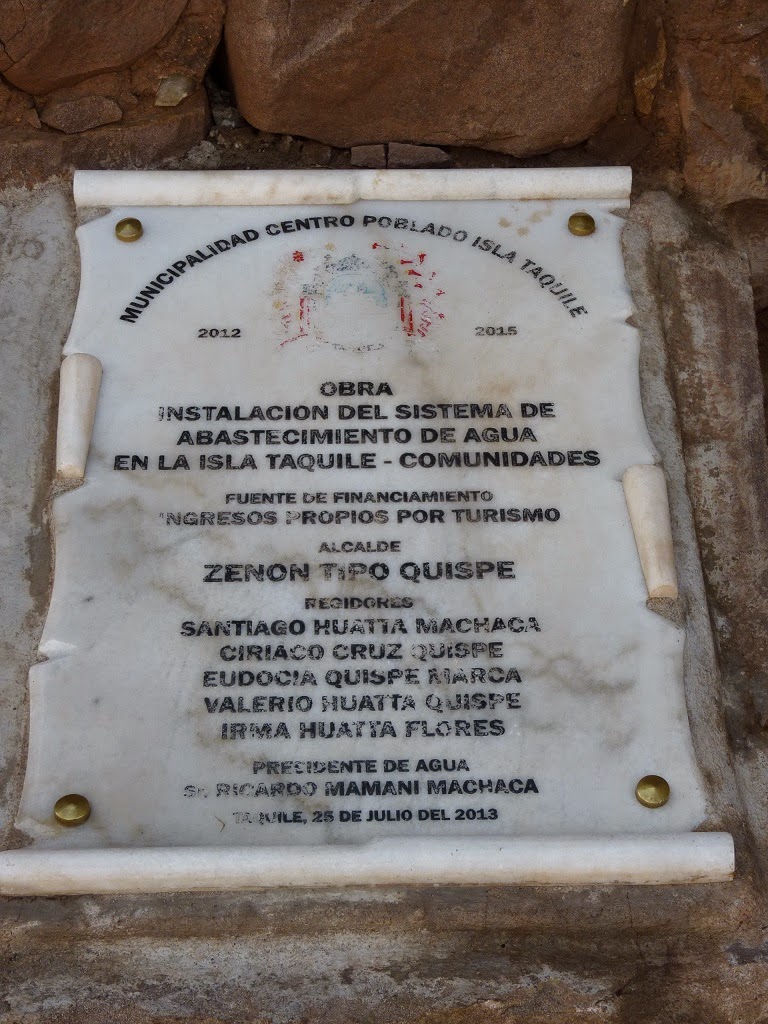 MUNICIPALIDAD CENTRO POBLADO ISLA TAQUILE
2012 2015
OBRA
INSTALACION DEL SISTEMA DE
ABASTECIMIENTO DE AGUA
EN LA ISLA TAQUILE - COMUNIDADES
FUENTE DE FINANCIAMIENTO
INGRESOS PROPIOS POR TURISMO
ALCALDE
ZENON TIPO QUISPE
REGIDORES
SANTIAGO HUATTA MACHACA
CIRIACO CRUZ QUISPE
EUDOCIA QUISPE MARCA
VALERIO HUATTA QUISPE
IRMA HUATTA FLORES
PRECIDENTE DE AGUA
Sr. RICARDO MAMANI MACHACA
TAQUILE, 25 DE JULIO DEL 2013